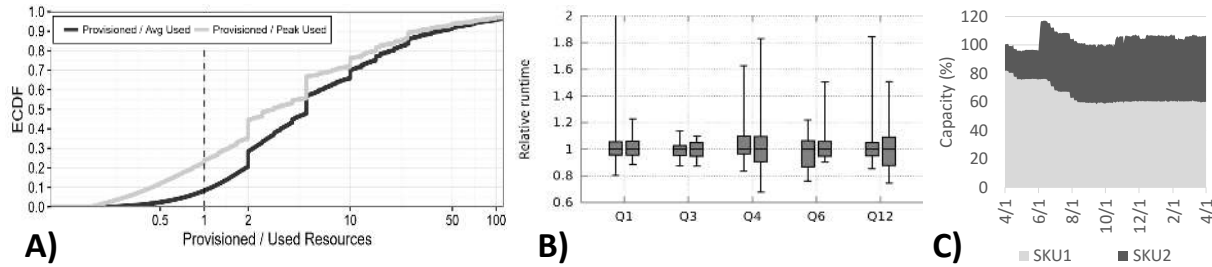 1.0
0.9
0.8
0.7
0.6
0.5
0.4
0.3
0.2
0.1
0.0
ECDF
Provisioned / Avg Used
Provisioned / Peak Used
0.5
1
2
10
50
100
Provisioned / Used Resources
A)
2
1.8
1.6
1.4
1.2
1
0.8
0.6
Relative runtime
Q1
Q3
Q4
Q6
Q12
B)
120
100
80
60
40
20
0
Capacity (%)
4/1
6/1
8/1
10/1
12/1
2/1
4/1
SKU1
SKU2
C)